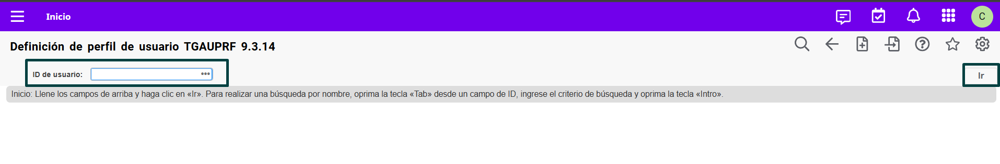 Inicio
C
Definición de perfil de usuario TGAUPRF 9.3.14
ID de usuario:
Ir
Inicio: Llene los campos de arriba y haga clic en «Ir». Para realizar una búsqueda por nombre, oprima la tecla «Tab» desde un campo de ID, ingrese el criterio de búsqueda y oprima la tecla «Intro».